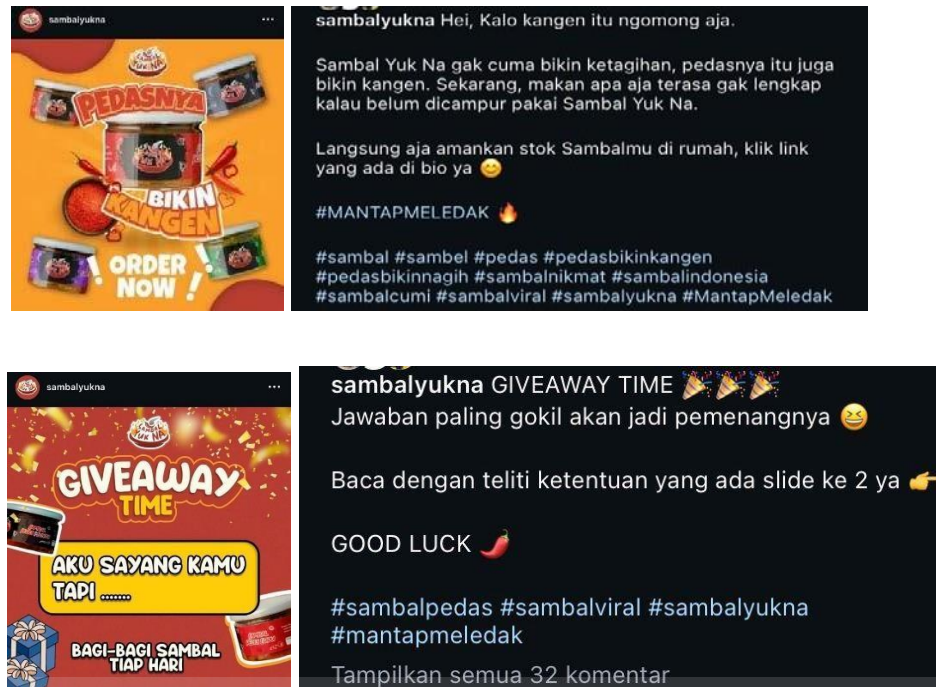 sambalyukna
SAMBAL
YUK NA
PEDASNYA
BIKIN
KANGEN
ORDER
NOW
sambalyukna Hei, Kalo kangen itu ngomong aja.
Sambal Yuk Na gak cuma bikin ketagihan, pedasnya itu juga
bikin kangen. Sekarang, makan apa aja terasa gak lengkap
kalau belum dicampur pakai Sambal Yuk Na.
Langsung aja amankan stok Sambalmu di rumah, klik link
yang ada di bio ya 😊
#MANTAPMELEDAK 🔥
#sambal #sambel #pedas #pedasbikinkangen
#pedasbikinnagih #sambalnikmat #sambalindonesia
#sambalcumi #sambalviral #sambalyukna #MantapMeledak
sambalyukna
SAMBAL
YUK NA
GIVEAWAY
TIME
AKU SAYANG KAMU
TAPI .......
BAGI-BAGI SAMBAL
TIAP HARI
sambalyukna GIVEAWAY TIME 🎉🎉🎉
Jawaban paling gokil akan jadi pemenangnya 😆
Baca dengan teliti ketentuan yang ada slide ke 2 ya 👉
GOOD LUCK 🌶️
#sambalpedas #sambalviral #sambalyukna
#mantapmeledak
Tampilkan semua 32 komentar